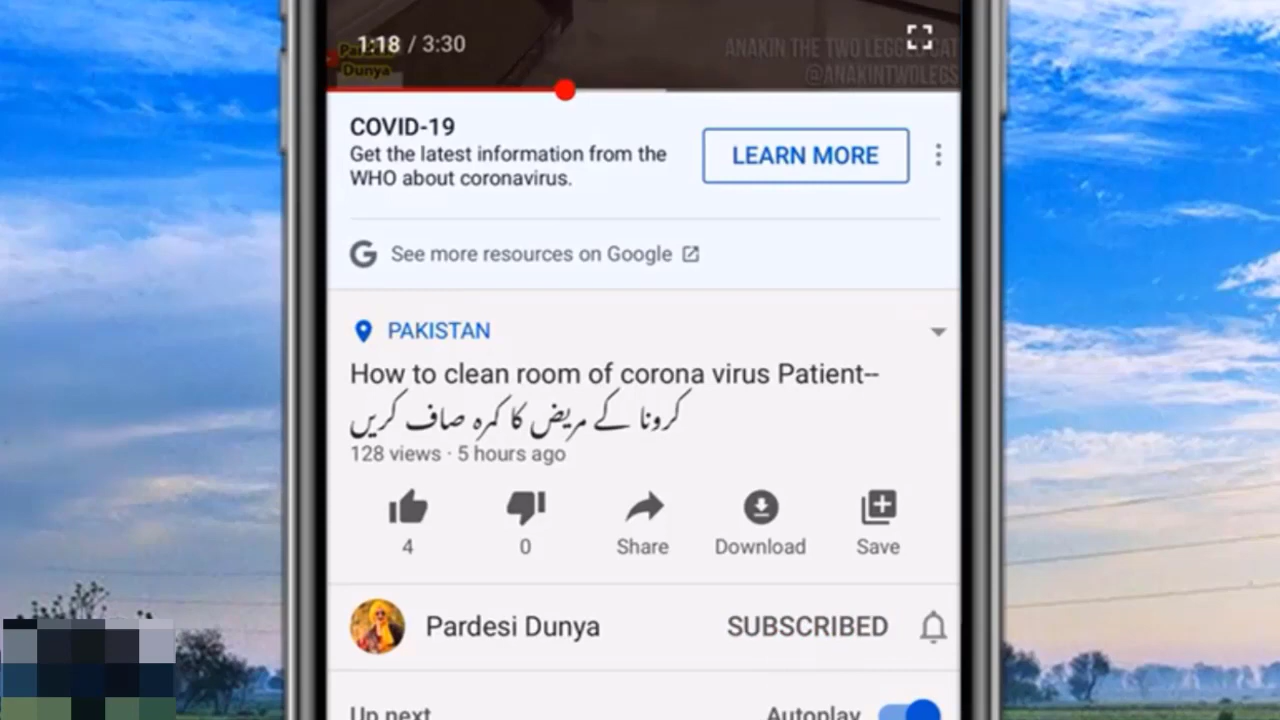 1:18 / 3:30
Dunya
ANAKIN THE TWO LEGGED CAT
@ANAKINTWOLEGS
COVID-19
Get the latest information from the
WHO about coronavirus.
LEARN MORE
G See more resources on Google
PAKISTAN
How to clean room of corona virus Patient--
کرونا کے مریض کا کمرہ صاف کریں
128 views · 5 hours ago
4
0
Share
Download
Save
Pardesi Dunya
SUBSCRIBED
Up next
Autoplay